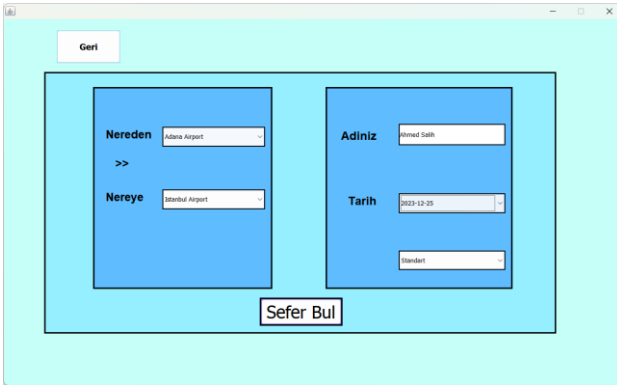 Geri
Nereden
Adana Airport
>>
Nereye
Istanbul Airport
Adiniz
Ahmed Salih
Tarih
2023-12-25
Standart
Sefer Bul